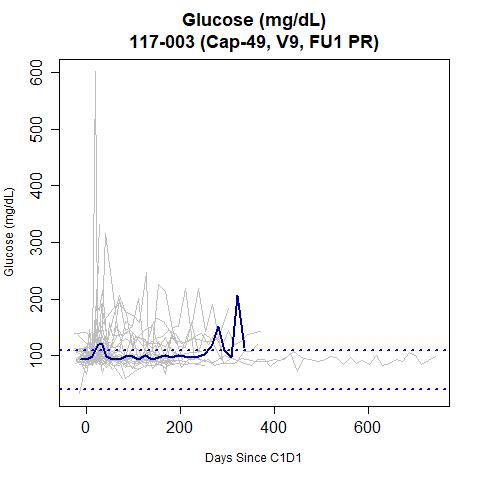 Glucose (mg/dL)
117-003 (Cap-49, V9, FU1 PR)
600
500
400
300
200
100
Glucose (mg/dL)
0 200 400 600
Days Since C1D1